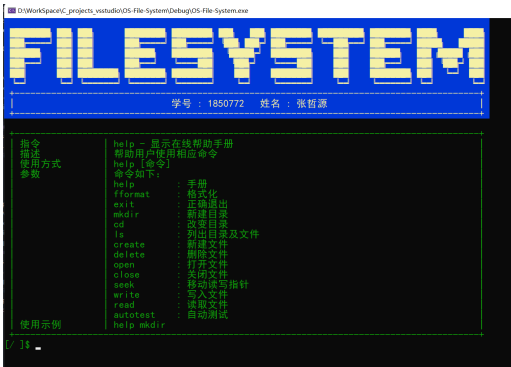 D:\WorkSpace\C_projects_vsstudio\OS-File-System\Debug\OS-File-System.exe
FILESYSTEM
学号 : 1850772 姓名 : 张哲源
指令 | help - 显示在线帮助手册
描述 | 帮助用户使用相应命令
使用方式 | help [命令]
参数 | 命令如下:
help : 手册
fformat : 格式化
exit : 正确退出
mkdir : 新建目录
cd : 改变目录
ls : 列出目录及文件
create : 新建文件
delete : 删除文件
open : 打开文件
close : 关闭文件
seek : 移动读写指针
write : 写入文件
read : 读取文件
autotest : 自动测试
使用示例 | help mkdir
[/ ]$